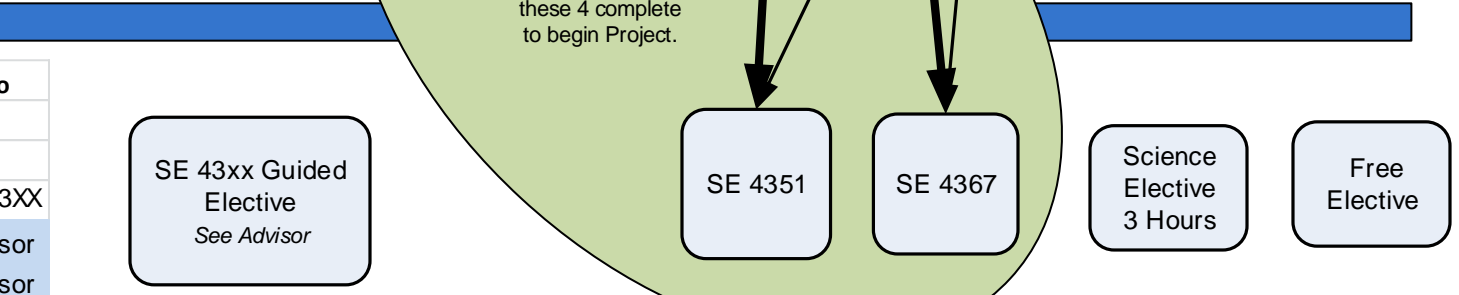 these 4 complete
to begin Project.
o
3XX
sor
sor
SE 43xx Guided
Elective
See Advisor
SE 4351
SE 4367
Science
Elective
3 Hours
Free
Elective